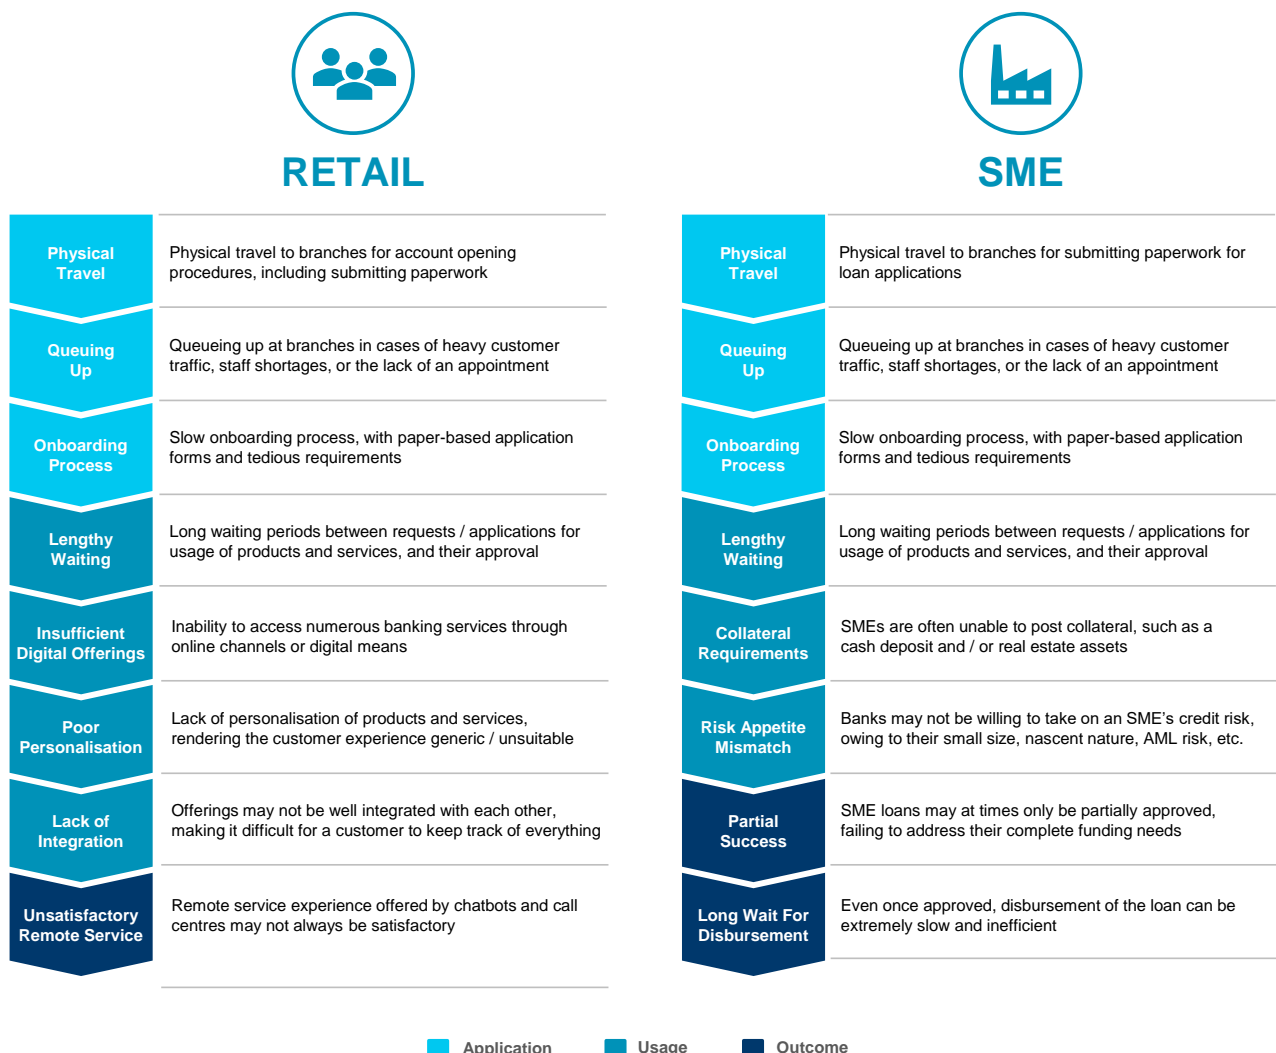 RETAIL
Physical
Travel
Physical travel to branches for account opening
procedures, including submitting paperwork
Queuing
Up
Queueing up at branches in cases of heavy customer
traffic, staff shortages, or the lack of an appointment
Onboarding
Process
Slow onboarding process, with paper-based application
forms and tedious requirements
Lengthy
Waiting
Long waiting periods between requests / applications for
usage of products and services, and their approval
Insufficient
Digital Offerings
Inability to access numerous banking services through
online channels or digital means
Poor
Personalisation
Lack of personalisation of products and services,
rendering the customer experience generic / unsuitable
Lack of
Integration
Offerings may not be well integrated with each other,
making it difficult for a customer to keep track of everything
Unsatisfactory
Remote Service
Remote service experience offered by chatbots and call
centres may not always be satisfactory
SME
Physical
Travel
Physical travel to branches for submitting paperwork for
loan applications
Queuing
Up
Queueing up at branches in cases of heavy customer
traffic, staff shortages, or the lack of an appointment
Onboarding
Process
Slow onboarding process, with paper-based application
forms and tedious requirements
Lengthy
Waiting
Long waiting periods between requests / applications for
usage of products and services, and their approval
Collateral
Requirements
SMEs are often unable to post collateral, such as a
cash deposit and / or real estate assets
Risk Appetite
Mismatch
Banks may not be willing to take on an SME’s credit risk,
owing to their small size, nascent nature, AML risk, etc.
Partial
Success
SME loans may at times only be partially approved,
failing to address their complete funding needs
Long Wait For
Disbursement
Even once approved, disbursement of the loan can be
extremely slow and inefficient
Application
Usage
Outcome